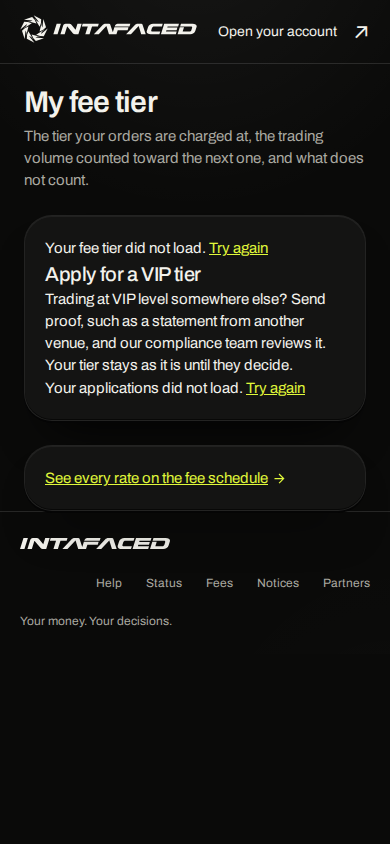 INTAFACED
Open your account
My fee tier
The tier your orders are charged at, the trading
volume counted toward the next one, and what does
not count.
Your fee tier did not load. Try again
Apply for a VIP tier
Trading at VIP level somewhere else? Send
proof, such as a statement from another
venue, and our compliance team reviews it.
Your tier stays as it is until they decide.
Your applications did not load. Try again
See every rate on the fee schedule →
INTAFACED
Help Status Fees Notices Partners
Your money. Your decisions.